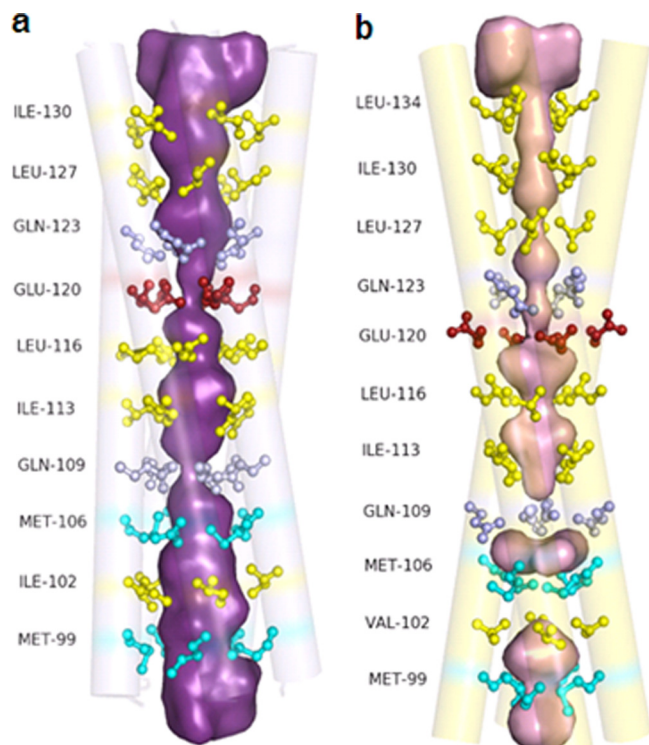 a
ILE-130
LEU-127
GLN-123
GLU-120
LEU-116
ILE-113
GLN-109
MET-106
ILE-102
MET-99
b
LEU-134
ILE-130
LEU-127
GLN-123
GLU-120
LEU-116
ILE-113
GLN-109
MET-106
VAL-102
MET-99